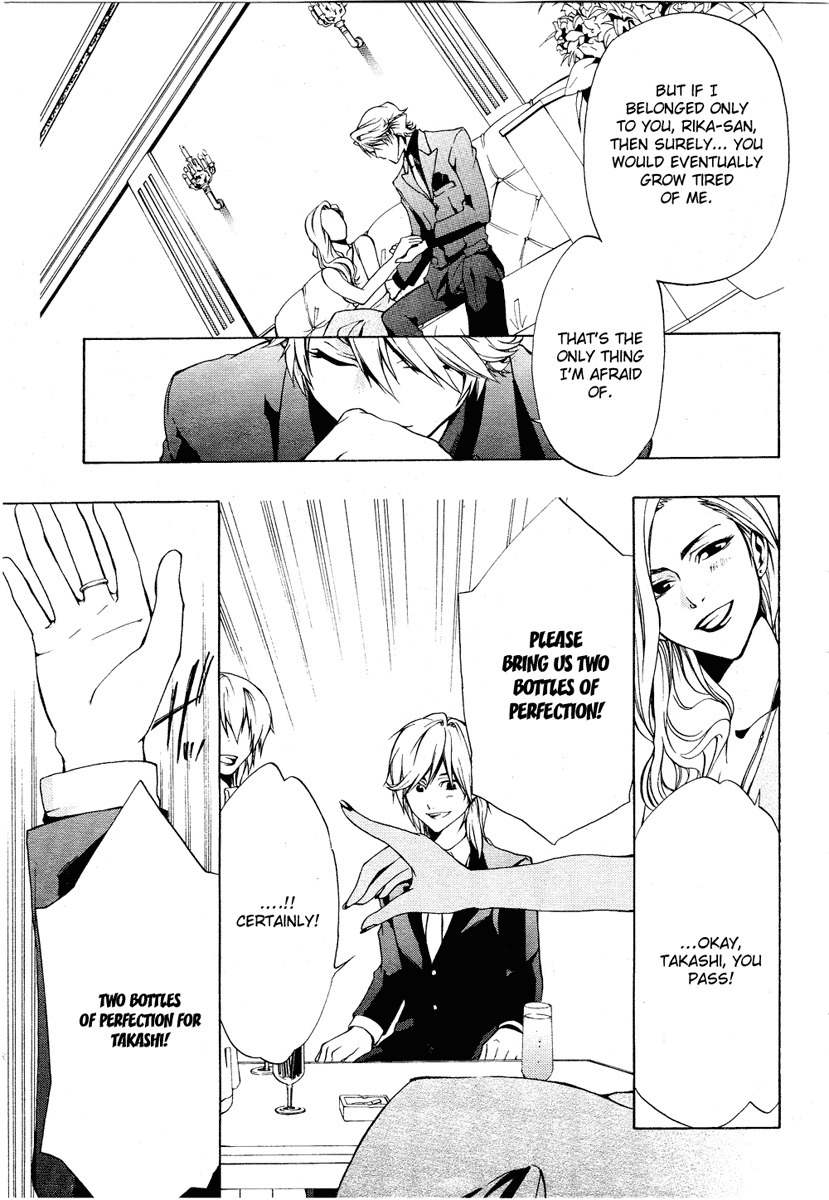 BUT IF I
BELONGED ONLY
TO YOU, RIKA-SAN,
THEN SURELY... YOU
WOULD EVENTUALLY
GROW TIRED
OF ME.
THAT'S THE
ONLY THING
I'M AFRAID
OF.
...OKAY,
TAKASHI, YOU
PASS!
PLEASE
BRING US TWO
BOTTLES OF
PERFECTION!
....!!
CERTAINLY!
TWO BOTTLES
OF PERFECTION FOR
TAKASHI!